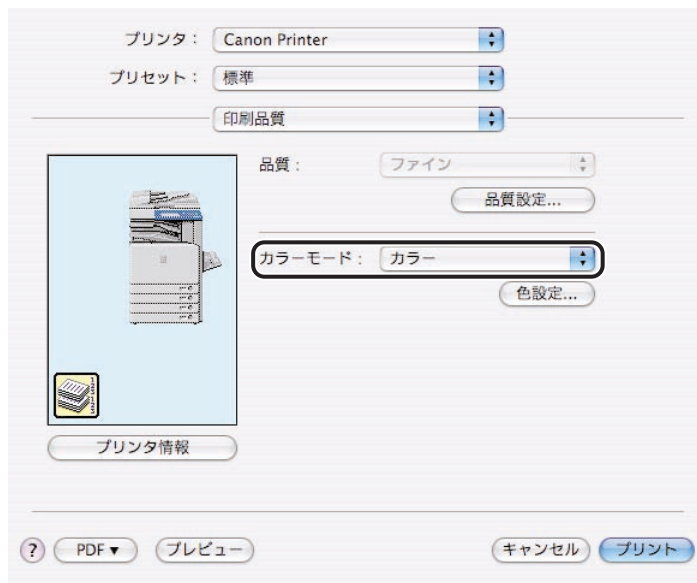 プリンタ： Canon Printer
プリセット： 標準
印刷品質
品質： ファイン
品質設定...
カラーモード： カラー
色設定...
プリンタ情報
? PDF▼ プレビュー キャンセル プリント